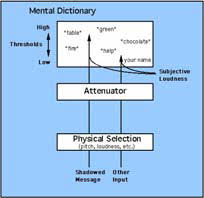 Mental Dictionary
High
Thresholds
Low
"table"
"green"
"chocolate"
"fire"
"help"
your name
Subjective
Loudness
Attenuator
Physical Selection
(pitch, loudness, etc.)
Shadowed
Message
Other
Input